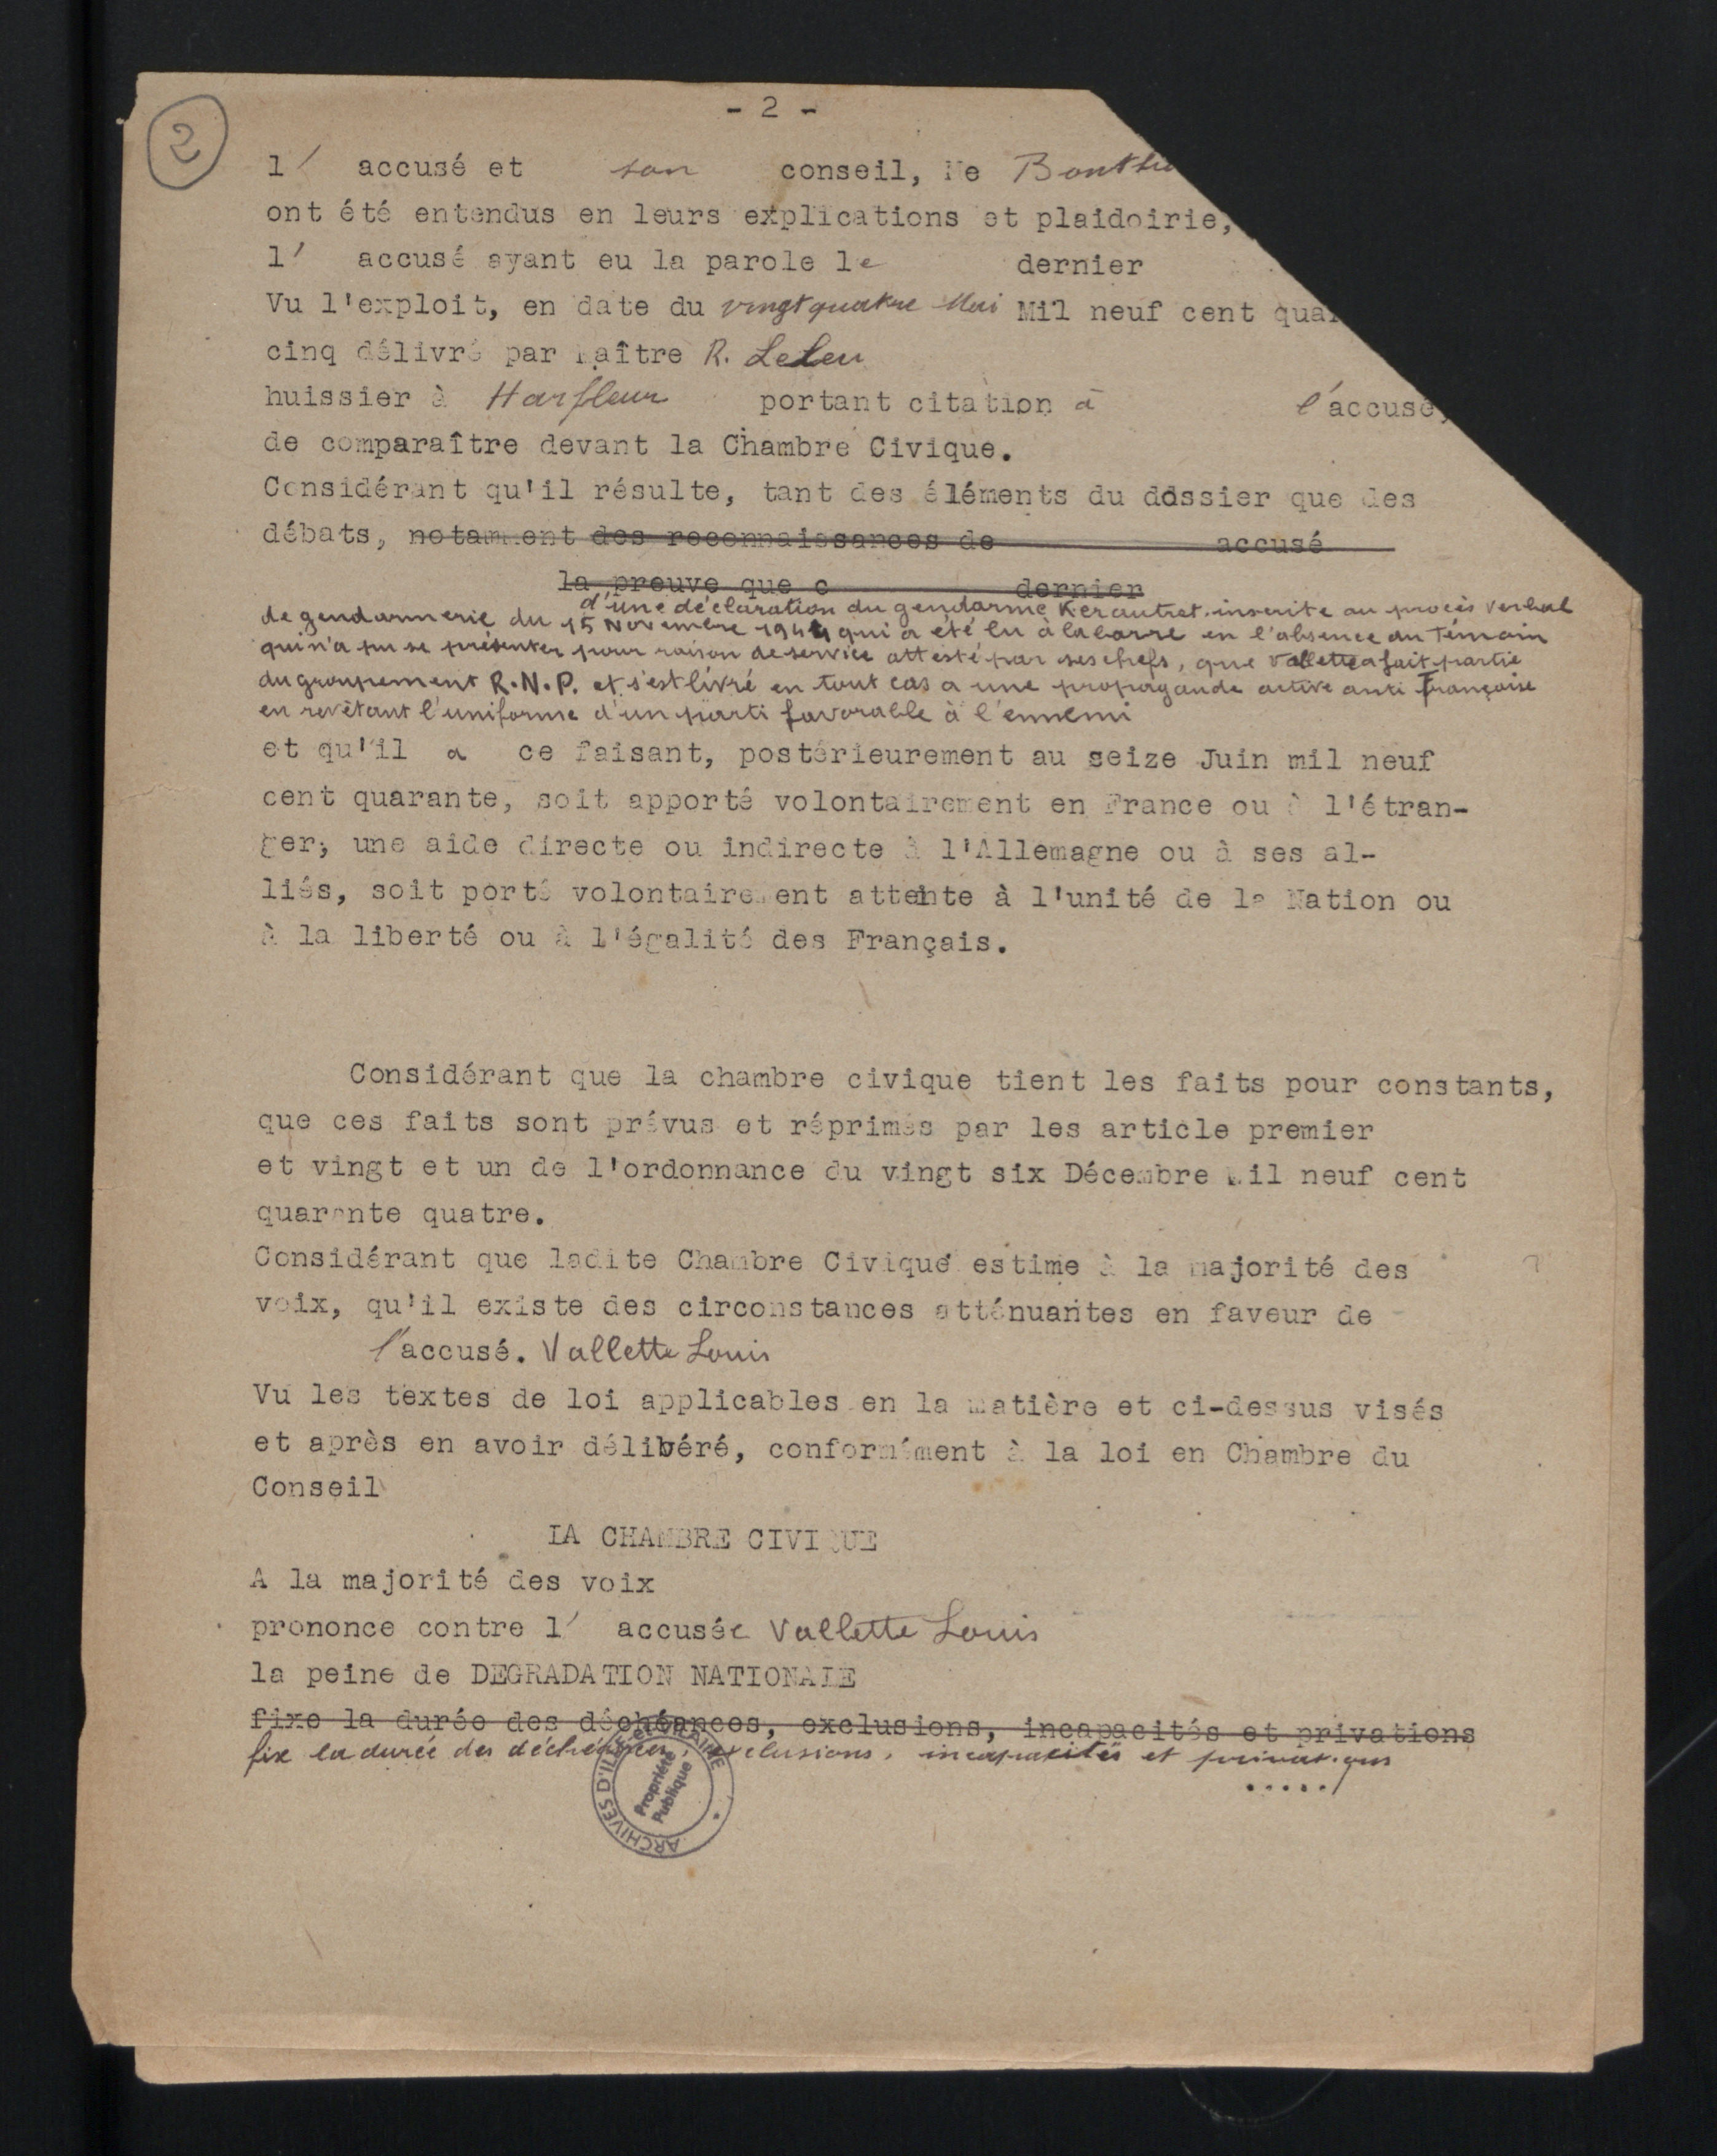 2
- 2 -
l' accusé et son conseil, Me
ont été entendus en leurs explications et plaidoirie,
l' accusé ayant eu la parole le dernier
Vu l'exploit, en date du vingt quatre Mai Mil neuf cent
cinq délivré par Maître R. LeLeu
huissier à Harfleur portant citation à l'accusé,
de comparaître devant la Chambre Civique.
Considérant qu'il résulte, tant des éléments du dossier que des
débats, notamment des reconnaissances de accusé
la preuve que c dernier
d'une déclaration du gendarme Kerautret inscrite au procès verbal
de gendarmerie du 15 Novembre 1944 qui a été lu à la barre en l'absence du Témoin
qui n'a pu se présenter pour raison de service attesté par ses chefs, que Vallette a fait partie
du groupement R.N.P. et s'est livré en tout cas a une propagande active anti française
en revêtant l'uniforme d'un parti favorable à l'ennemi
et qu'il a ce faisant, postérieurement au seize Juin mil neuf
cent quarante, soit apporté volontairement en France ou à l'étran-
ger, une aide directe ou indirecte à l'Allemagne ou à ses al-
liés, soit porté volontairement atteinte à l'unité de la Nation ou
à la liberté ou à l'égalité des Français.
Considérant que la chambre civique tient les faits pour constants,
que ces faits sont prévus et réprimés par les article premier
et vingt et un de l'ordonnance du vingt six Décembre mil neuf cent
quarante quatre.
Considérant que ladite Chambre Civique estime à la majorité des
voix, qu'il existe des circonstances atténuantes en faveur de
l'accusé. Vallette Louis
Vu les textes de loi applicables en la matière et ci-dessus visés
et après en avoir délibéré, conformément à la loi en Chambre du
Conseil
LA CHAMBRE CIVIQUE
A la majorité des voix
prononce contre l' accusée Vallette Louis
la peine de DEGRADATION NATIONALE
fixe la durée des déchéances, exclusions, incapacités et privations
fixe la durée des déchéances, exclusions, incapacités et privations
...../
ARCHIVES D'ILLE et VILAINE
Propriété
Publique